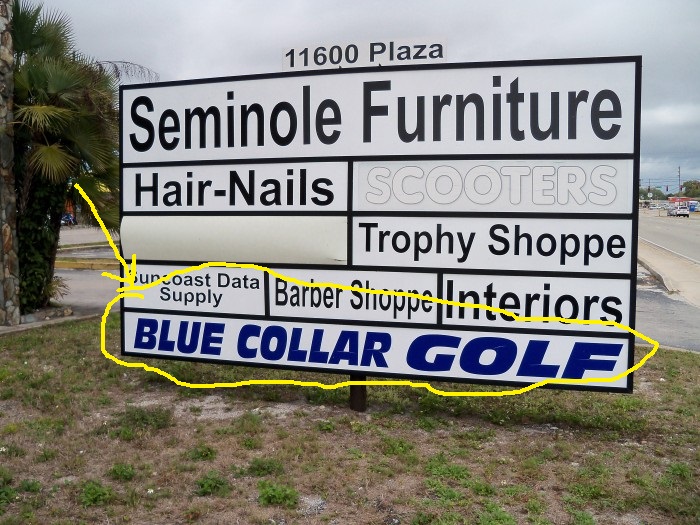 11600 Plaza
Seminole Furniture
Hair-Nails
SCOOTERS
Trophy Shoppe
Suncoast Data
Supply
Barber Shoppe
Interiors
BLUE COLLAR GOLF